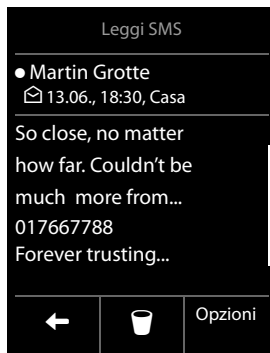 Leggi SMS
Martin Grotte
13.06., 18:30, Casa
So close, no matter
how far. Couldn't be
much more from...
017667788
Forever trusting...
Opzioni